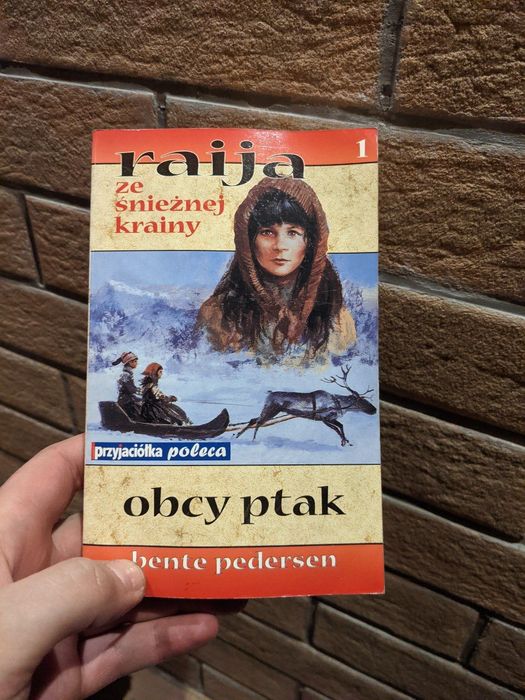 raija 1
ze
śnieżnej
krainy
przyjaciółka poleca
obcy ptak
bente pedersen